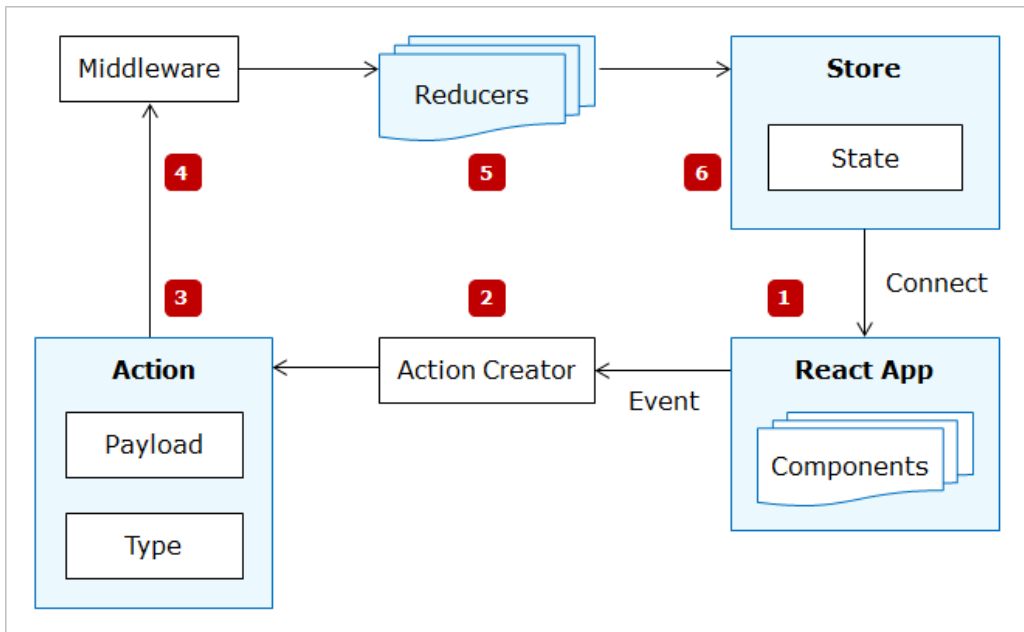 Middleware
Reducers
Store
State
4
5
6
Connect
3
2
1
Action
Action Creator
React App
Event
Payload
Components
Type